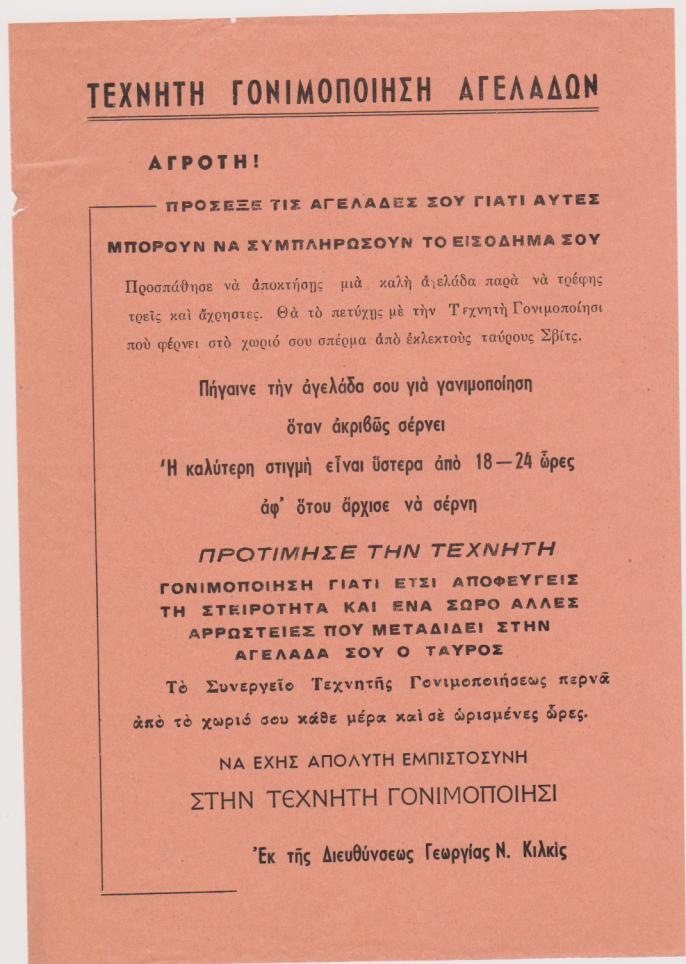 ΤΕΧΝΗΤΗ ΓΟΝΙΜΟΠΟΙΗΣΗ ΑΓΕΛΑΔΩΝ
ΑΓΡΟΤΗ!
ΠΡΟΣΕΞΕ ΤΙΣ ΑΓΕΛΑΔΕΣ ΣΟΥ ΓΙΑΤΙ ΑΥΤΕΣ
ΜΠΟΡΟΥΝ ΝΑ ΣΥΜΠΛΗΡΩΣΟΥΝ ΤΟ ΕΙΣΟΔΗΜΑ ΣΟΥ
Προσπάθησε νὰ ἀποκτήσῃς μιὰ καλὴ ἀγελάδα παρὰ νὰ τρέφῃς
τρεῖς καὶ ἄχρηστες. Θὰ τὸ πετύχῃς μὲ τὴν Τεχνητὴ Γονιμοποίησι
ποὺ φέρνει στὸ χωριό σου σπέρμα ἀπὸ ἐκλεκτοὺς ταύρους Σβίτς.
Πήγαινε τὴν ἀγελάδα σου γιὰ γανιμοποίηση
ὅταν ἀκριβῶς σέρνει
Ἡ καλύτερη στιγμὴ εἶναι ὕστερα ἀπὸ 18—24 ὧρες
ἀφ' ὅτου ἄρχισε νὰ σέρνη
ΠΡΟΤΙΜΗΣΕ ΤΗΝ ΤΕΧΝΗΤΗ
ΓΟΝΙΜΟΠΟΙΗΣΗ ΓΙΑΤΙ ΕΤΣΙ ΑΠΟΦΕΥΓΕΙΣ
ΤΗ ΣΤΕΙΡΟΤΗΤΑ ΚΑΙ ΕΝΑ ΣΩΡΟ ΑΛΛΕΣ
ΑΡΡΩΣΤΕΙΕΣ ΠΟΥ ΜΕΤΑΔΙΔΕΙ ΣΤΗΝ
ΑΓΕΛΑΔΑ ΣΟΥ Ο ΤΑΥΡΟΣ
Τὸ Συνεργεῖο Τεχνητῆς Γονιμοποιήσεως περνᾶ
ἀπὸ τὸ χωριό σου κάθε μέρα καὶ σὲ ὡρισμένες ὧρες.
ΝΑ ΕΧΗΣ ΑΠΟΛΥΤΗ ΕΜΠΙΣΤΟΣΥΝΗ
ΣΤΗΝ ΤΕΧΝΗΤΗ ΓΟΝΙΜΟΠΟΙΗΣΙ
Ἐκ τῆς Διευθύνσεως Γεωργίας Ν. Κιλκὶς